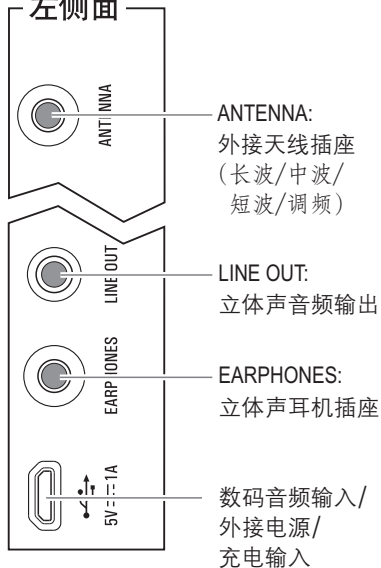 左侧面
ANTENNA
ANTENNA:
外接天线插座
(长波/中波/
短波/调频)
LINE OUT
LINE OUT:
立体声音频输出
EARPHONES
EARPHONES:
立体声耳机插座
5V⎓1A
数码音频输入/
外接电源/
充电输入